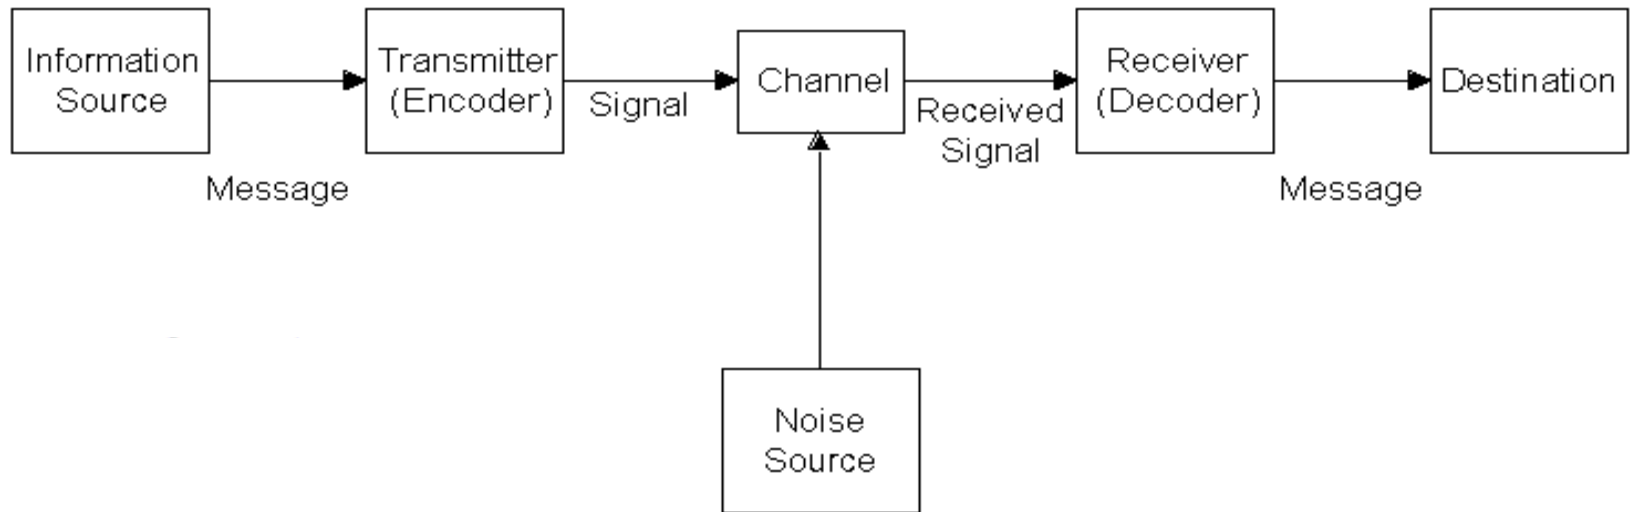 Information
Source
Transmitter
(Encoder)
Channel
Receiver
(Decoder)
Destination
Signal
Received
Signal
Message
Message
Noise
Source